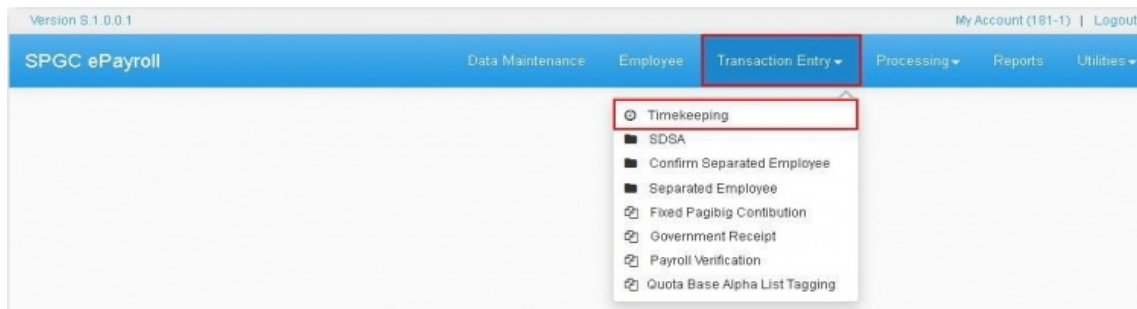 Version S.1.0.0.1 My Account (181-1) | Logout
SPGC ePayroll Data Maintenance Employee Transaction Entry Processing Reports Utilities
Timekeeping
SDSA
Confirm Separated Employee
Separated Employee
Fixed Pagibig Contibution
Government Receipt
Payroll Verification
Quota Base Alpha List Tagging